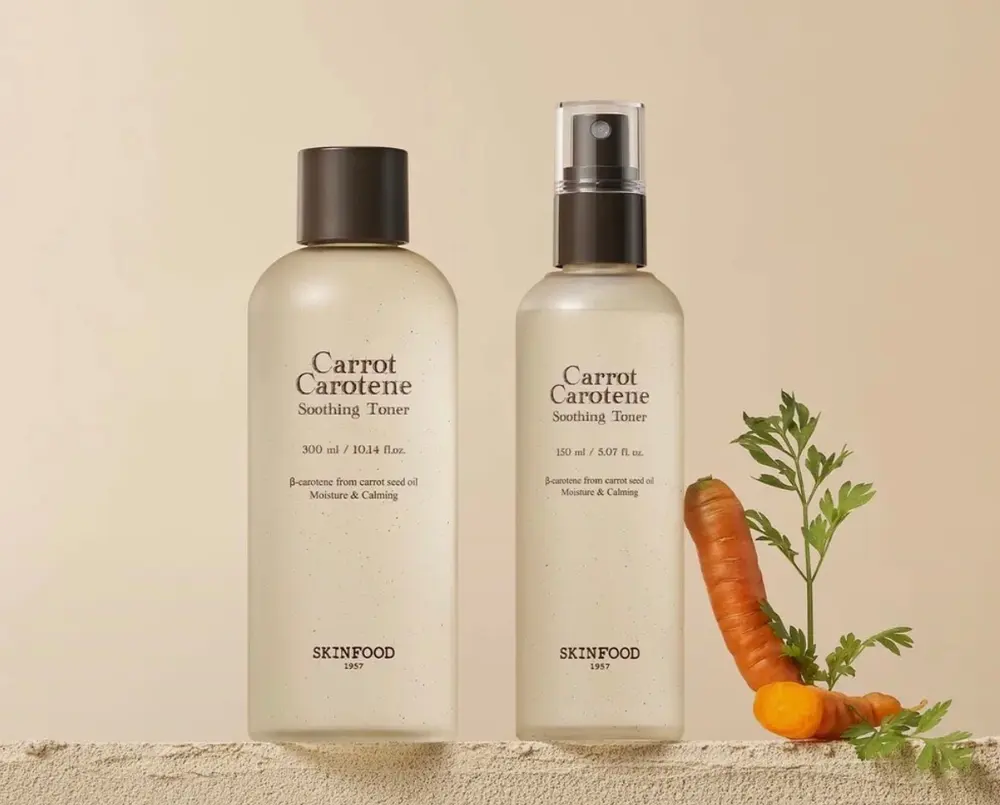 Carrot
Carotene
Soothing Toner
300 ml / 10.14 fl.oz.
β-carotene from carrot seed oil
Moisture & Calming
SKINFOOD
1957
Carrot
Carotene
Soothing Toner
150 ml / 5.07 fl. oz.
β-carotene from carrot seed oil
Moisture & Calming
SKINFOOD
1957